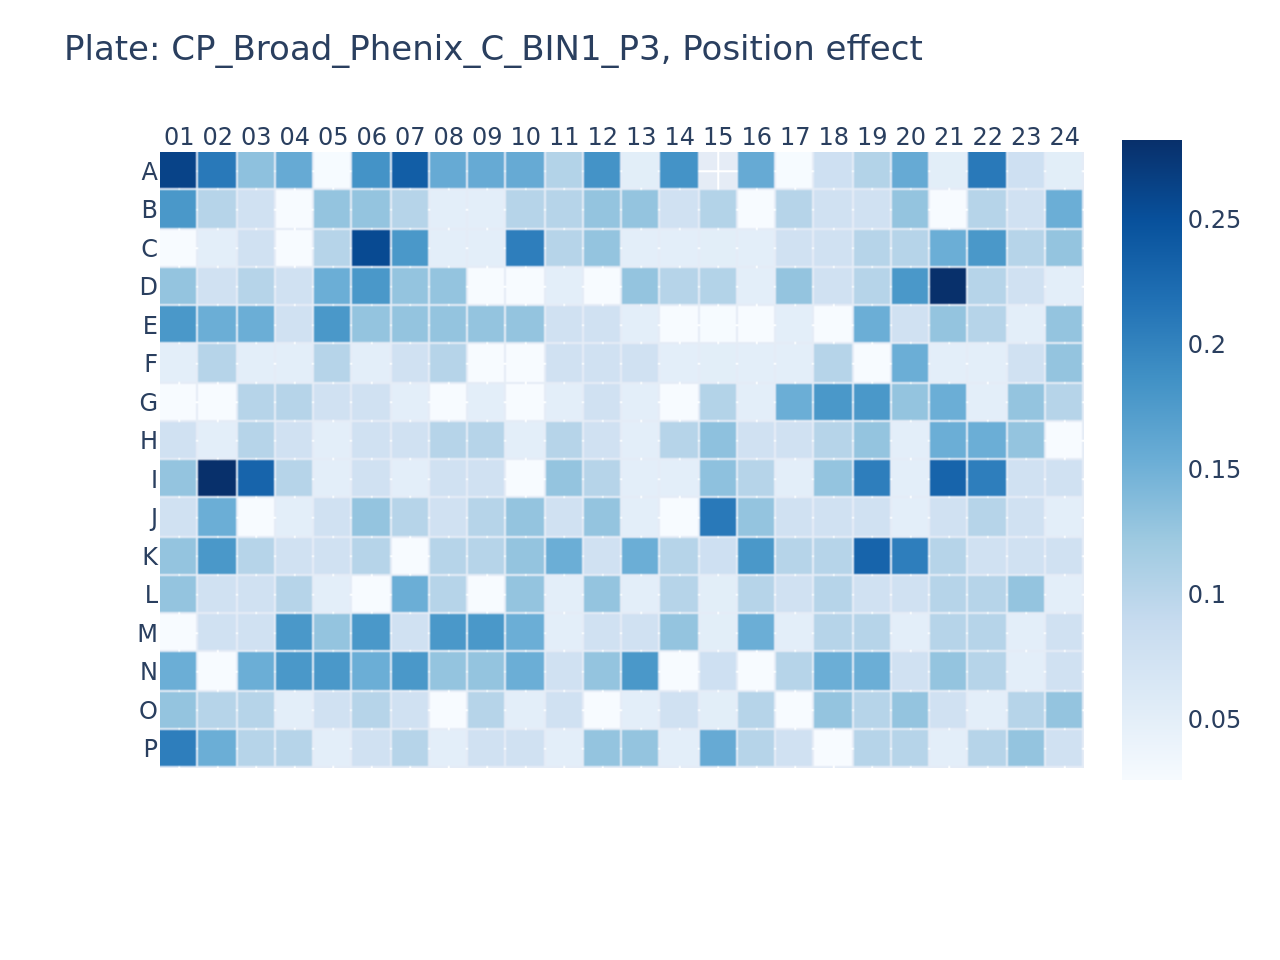 Plate: CP_Broad_Phenix_C_BIN1_P3, Position effect
01 02 03 04 05 06 07 08 09 10 11 12 13 14 15 16 17 18 19 20 21 22 23 24
A
B
C
D
E
F
G
H
I
J
K
L
M
N
O
P
0.25
0.2
0.15
0.1
0.05